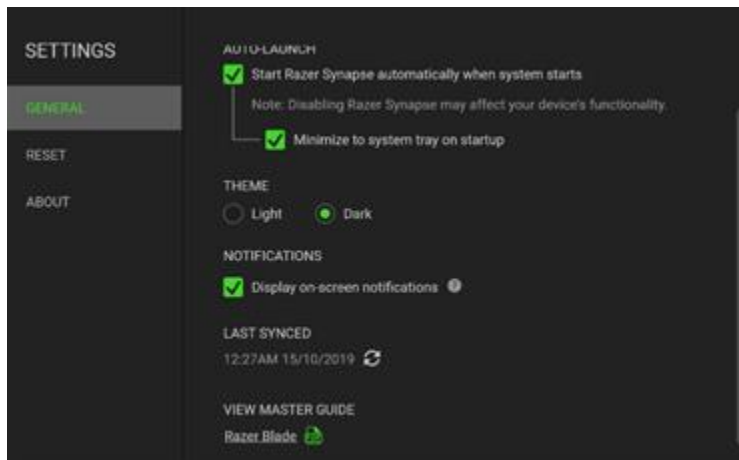 SETTINGS
GENERAL
RESET
ABOUT
AUTO-LAUNCH
Start Razer Synapse automatically when system starts
Note: Disabling Razer Synapse may affect your device's functionality.
Minimize to system tray on startup
THEME
Light
Dark
NOTIFICATIONS
Display on-screen notifications
LAST SYNCED
12:27AM 15/10/2019
VIEW MASTER GUIDE
Razer Blade